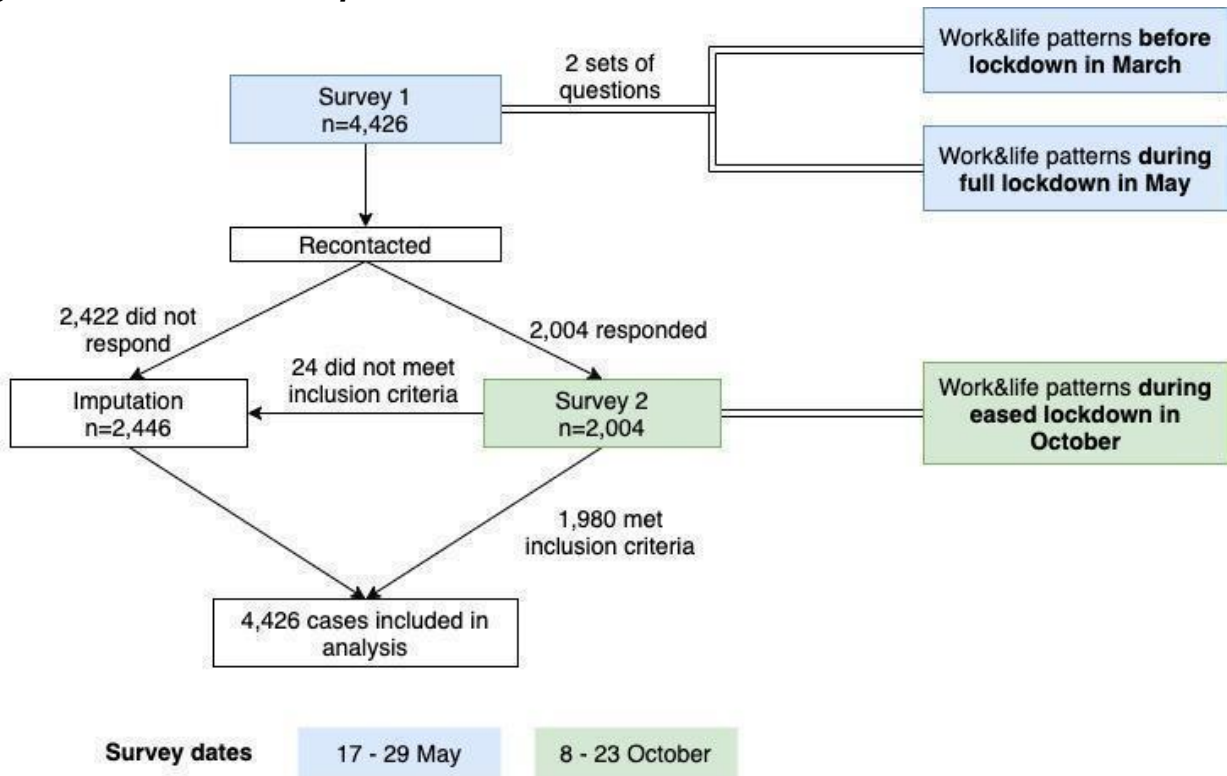 Work&life patterns before
lockdown in March
2 sets of
questions
Survey 1
n=4,426
Work&life patterns during
full lockdown in May
Recontacted
2,422 did not
respond
2,004 responded
24 did not meet
inclusion criteria
Imputation
n=2,446
Survey 2
n=2,004
Work&life patterns during
eased lockdown in
October
1,980 met
inclusion criteria
4,426 cases included in
analysis
Survey dates
17 - 29 May
8 - 23 October